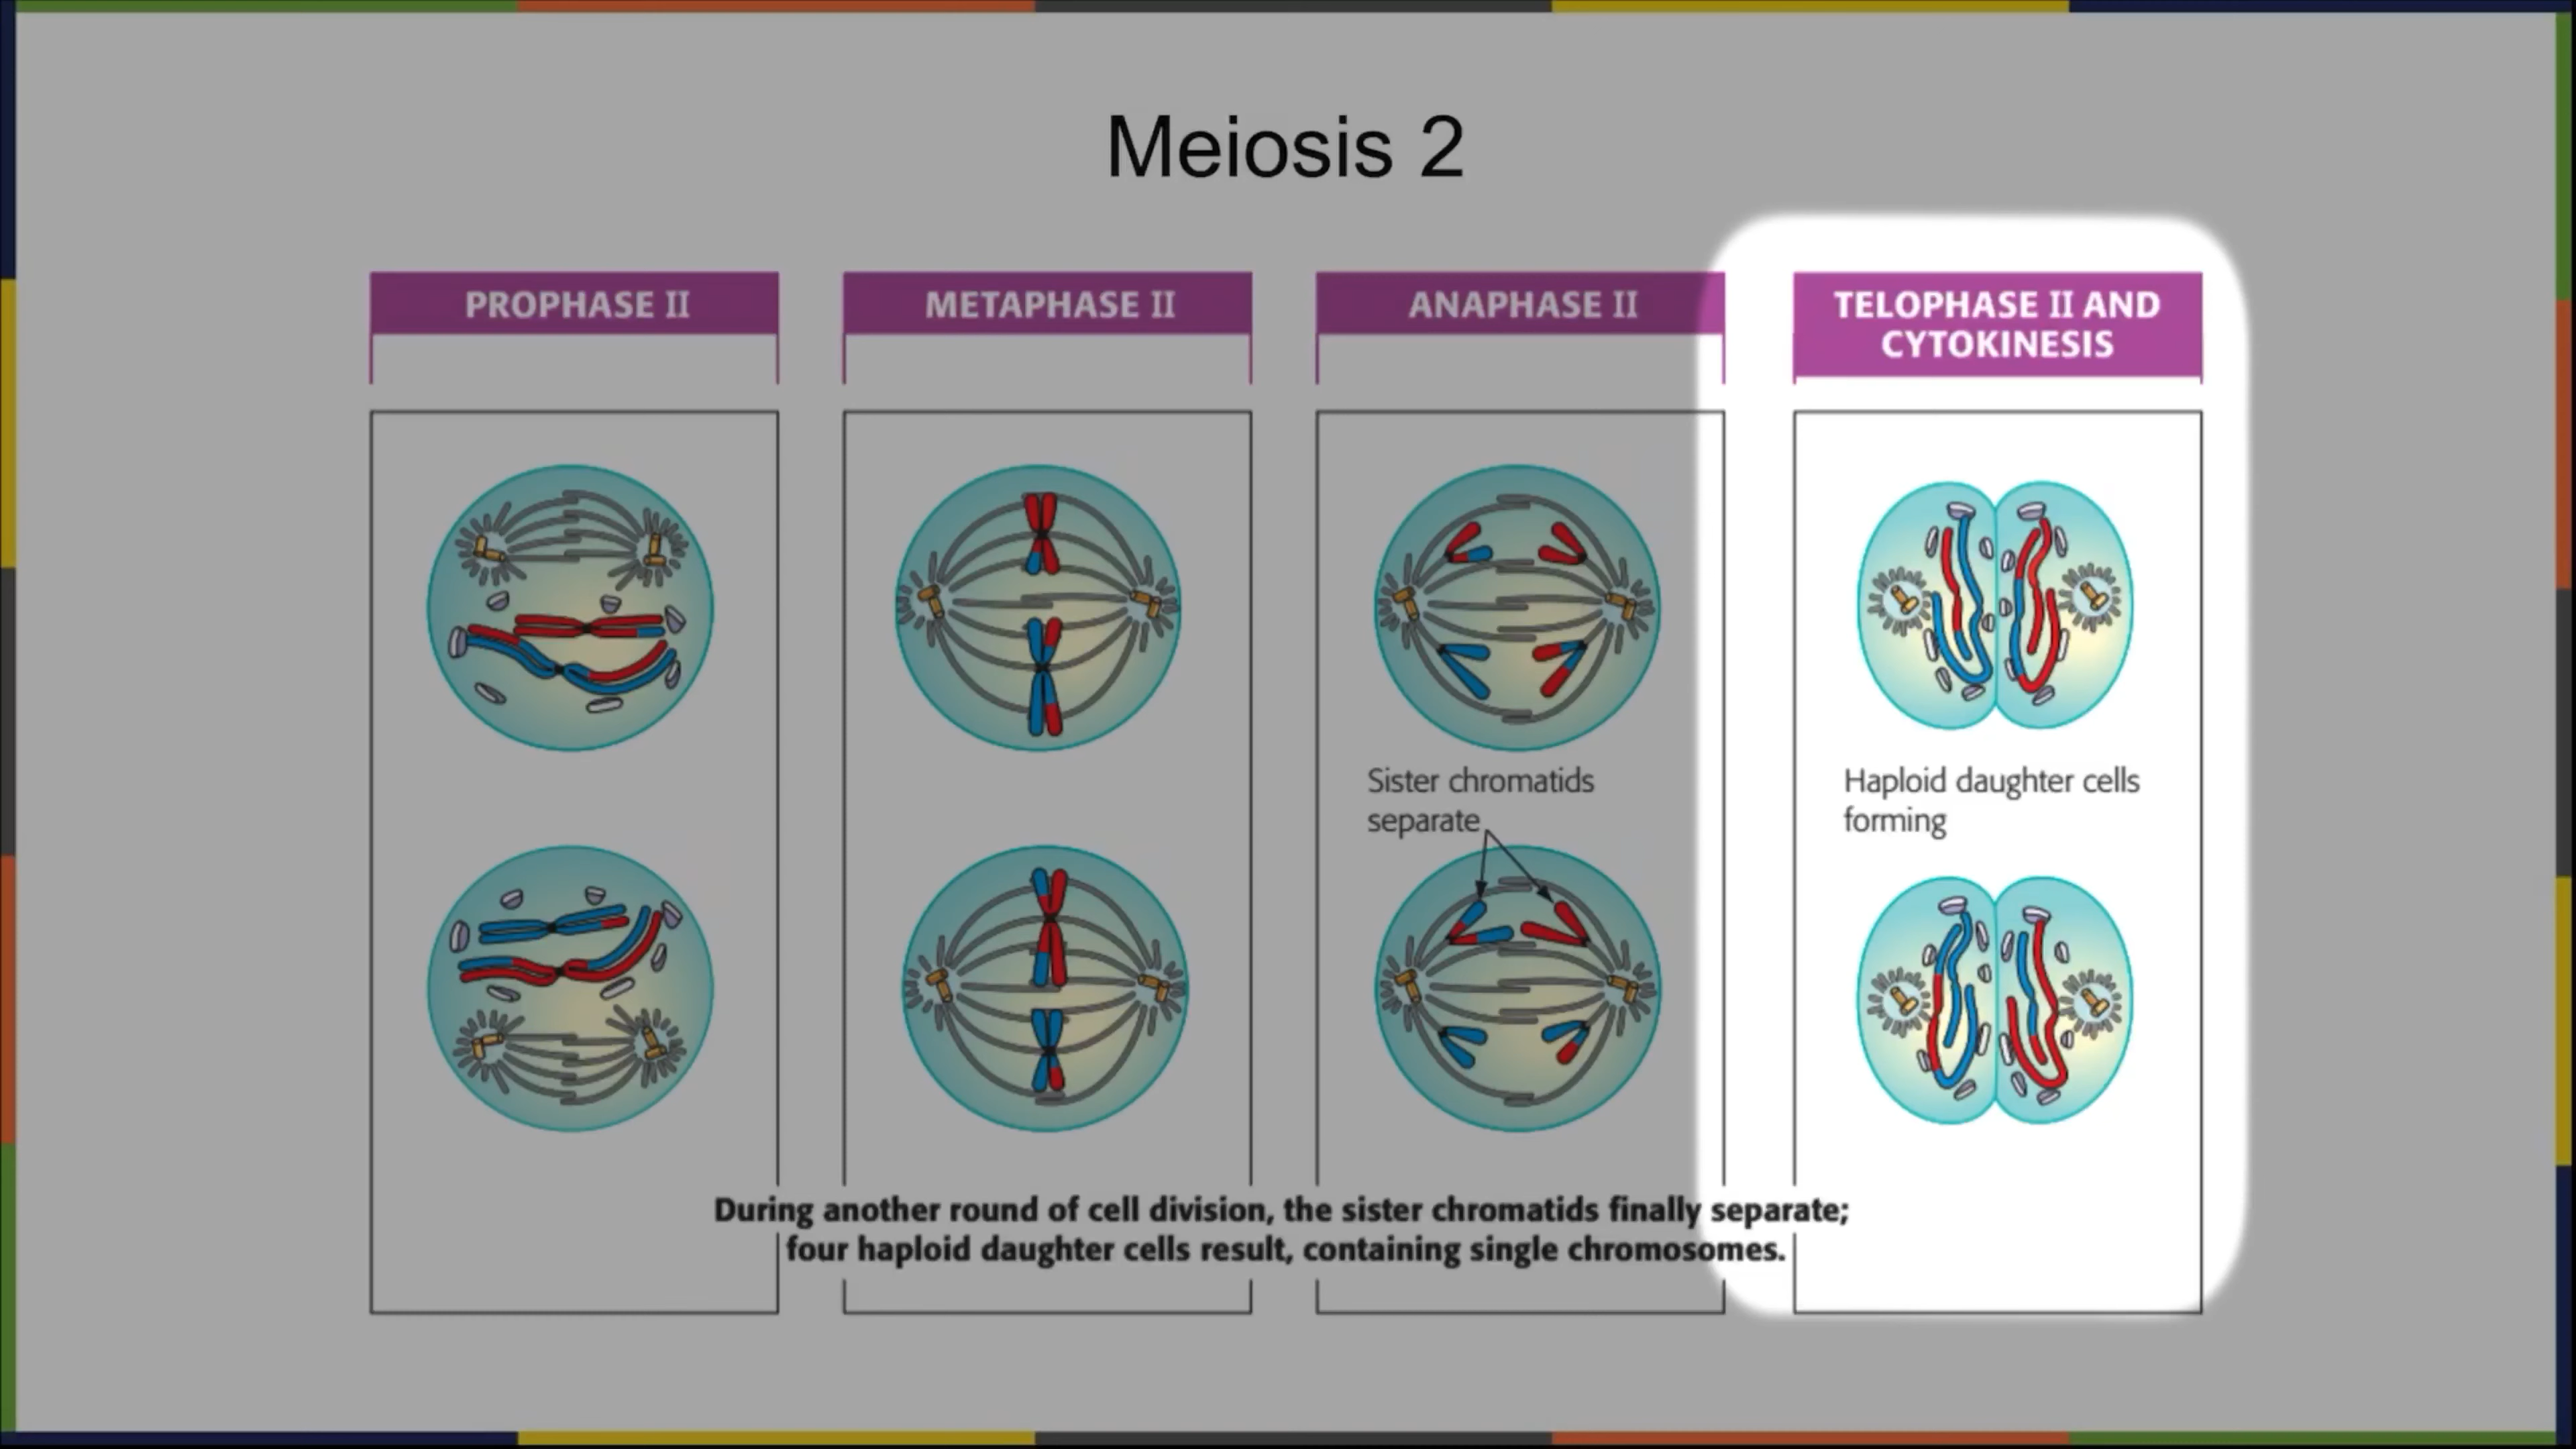 Meiosis 2
PROPHASE II
METAPHASE II
ANAPHASE II
TELOPHASE II AND
CYTOKINESIS
Sister chromatids
separate
Haploid daughter cells
forming
During another round of cell division, the sister chromatids finally separate;
four haploid daughter cells result, containing single chromosomes.